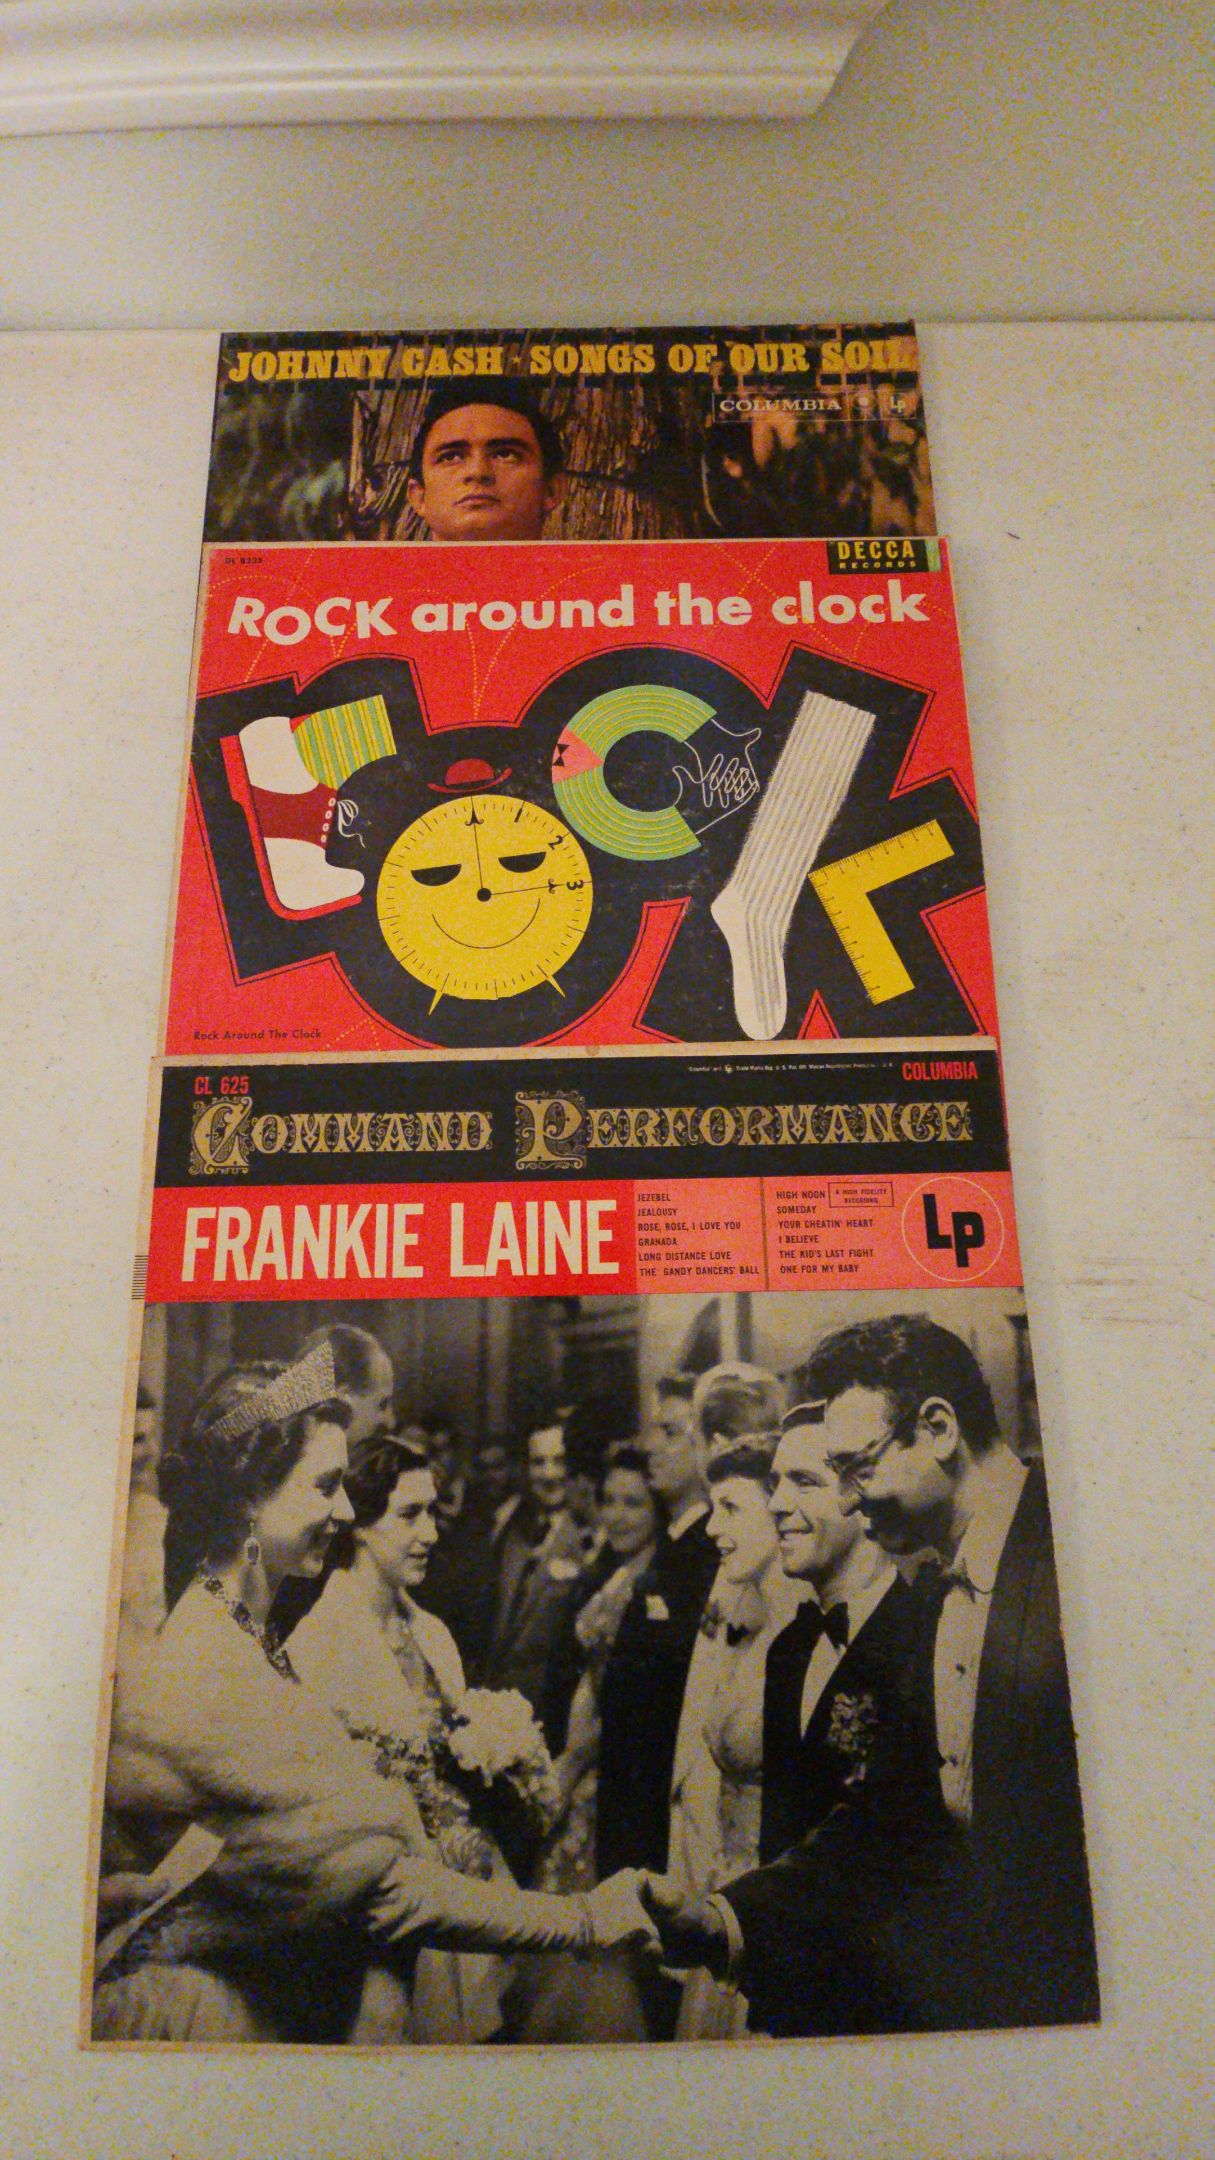 JOHNNY CASH · SONGS OF OUR SOIL
COLUMBIA Lp
DL 8225
DECCA
RECORDS
ROCK around the clock
1
2
3
Rock Around The Clock
CL 625
COLUMBIA
COMMAND PERFORMANCE
FRANKIE LAINE
JEZEBEL
JEALOUSY
ROSE, ROSE, I LOVE YOU
GRANADA
LONG DISTANCE LOVE
THE GANDY DANCERS' BALL
HIGH NOON
SOMEDAY
YOUR CHEATIN' HEART
I BELIEVE
THE KID'S LAST FIGHT
ONE FOR MY BABY
A HIGH FIDELITY
RECORDING
Lp